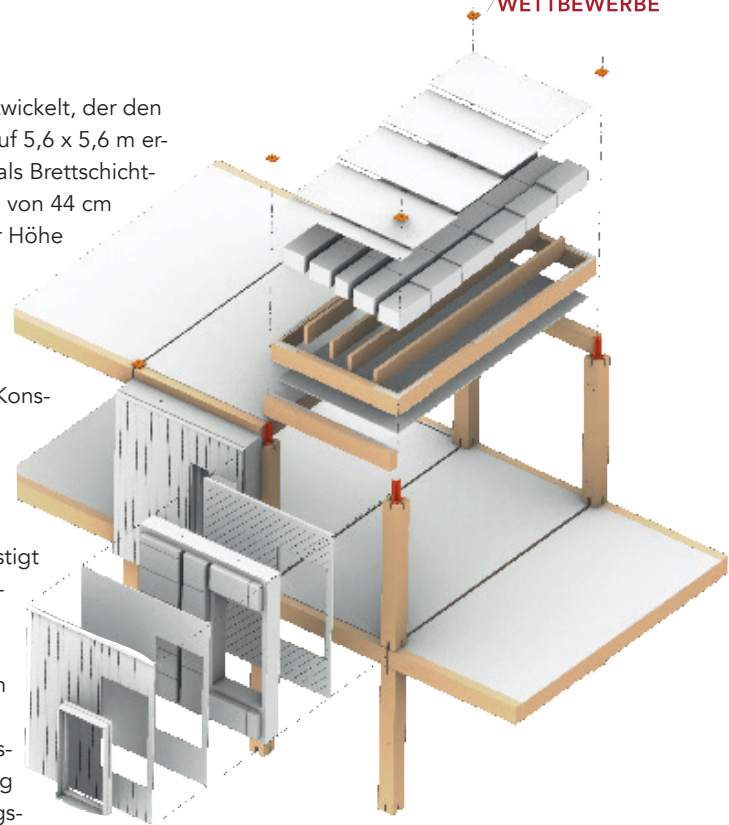 /WETTBEWERBE
wickelt, der den
uf 5,6 x 5,6 m er-
als Brettschicht-
von 44 cm
r Höhe
Kons-
stigt
-
n
s-
g
gs-